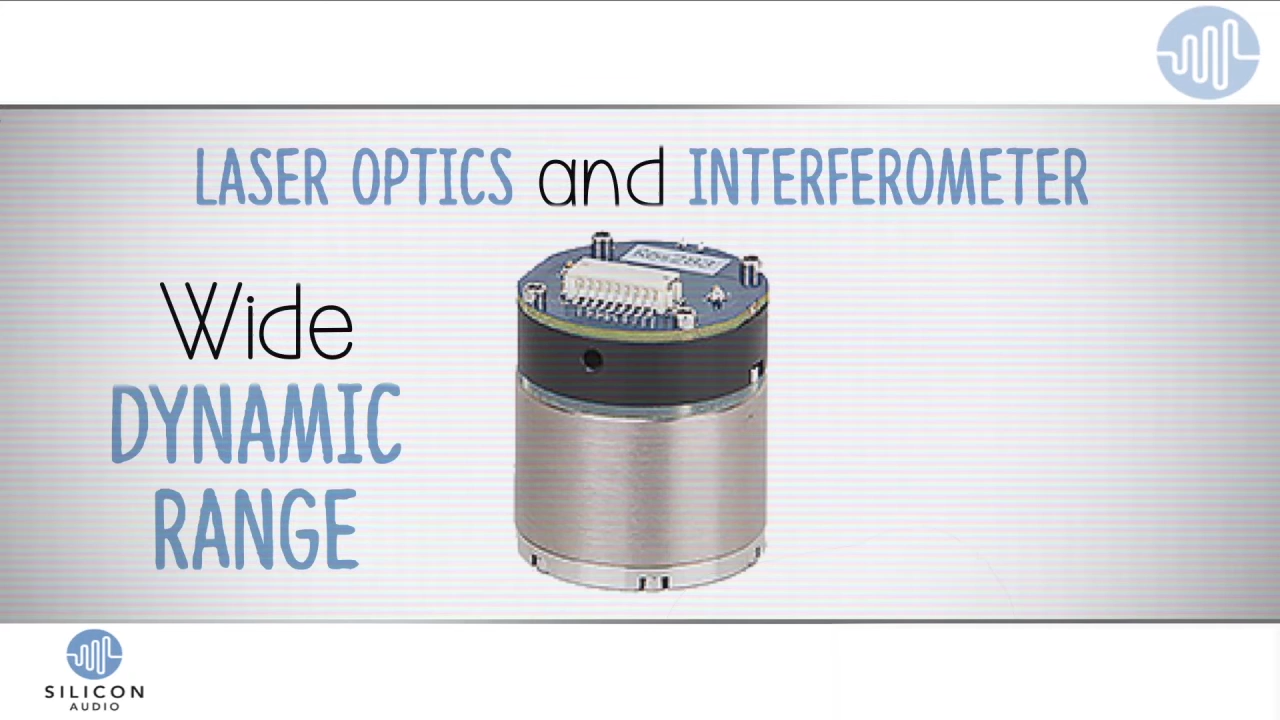 LASER OPTICS and INTERFEROMETER
Wide
DYNAMIC
RANGE
SILICON
AUDIO